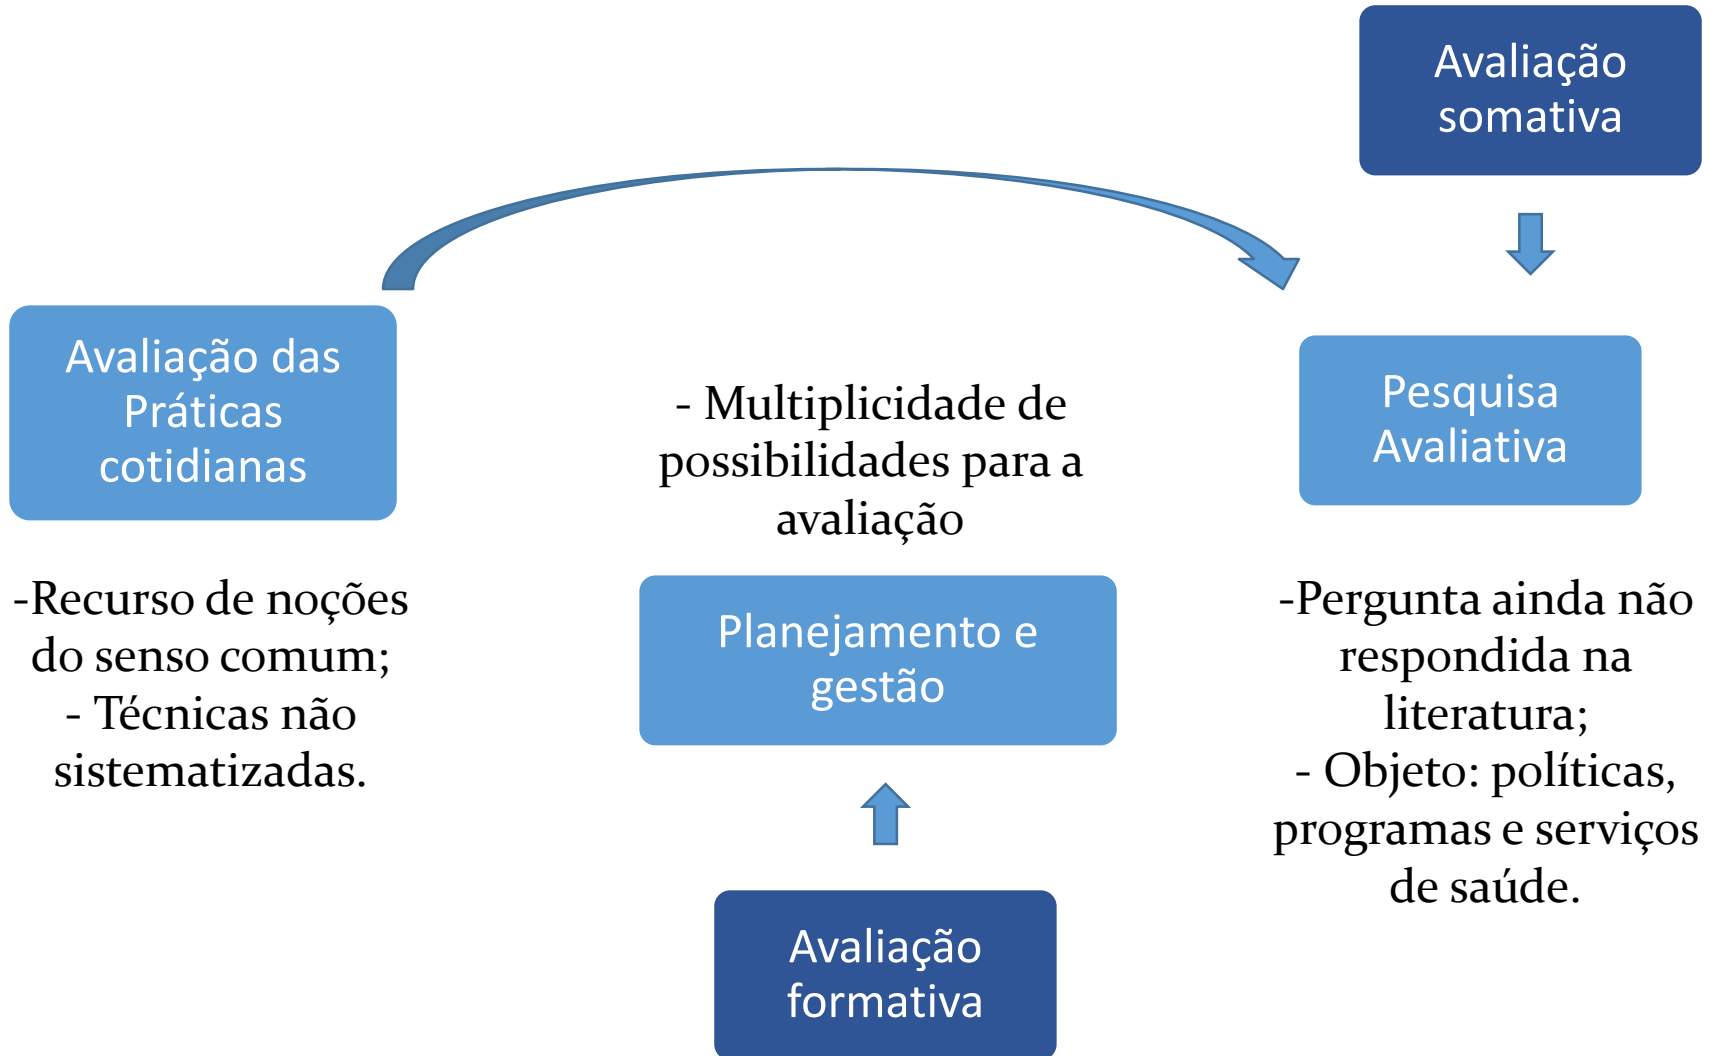 Avaliação
somativa
Avaliação das
Práticas
cotidianas
-Recurso de noções
do senso comum;
- Técnicas não
sistematizadas.
- Multiplicidade de
possibilidades para a
avaliação
Planejamento e
gestão
Avaliação
formativa
Pesquisa
Avaliativa
-Pergunta ainda não
respondida na
literatura;
- Objeto: políticas,
programas e serviços
de saúde.